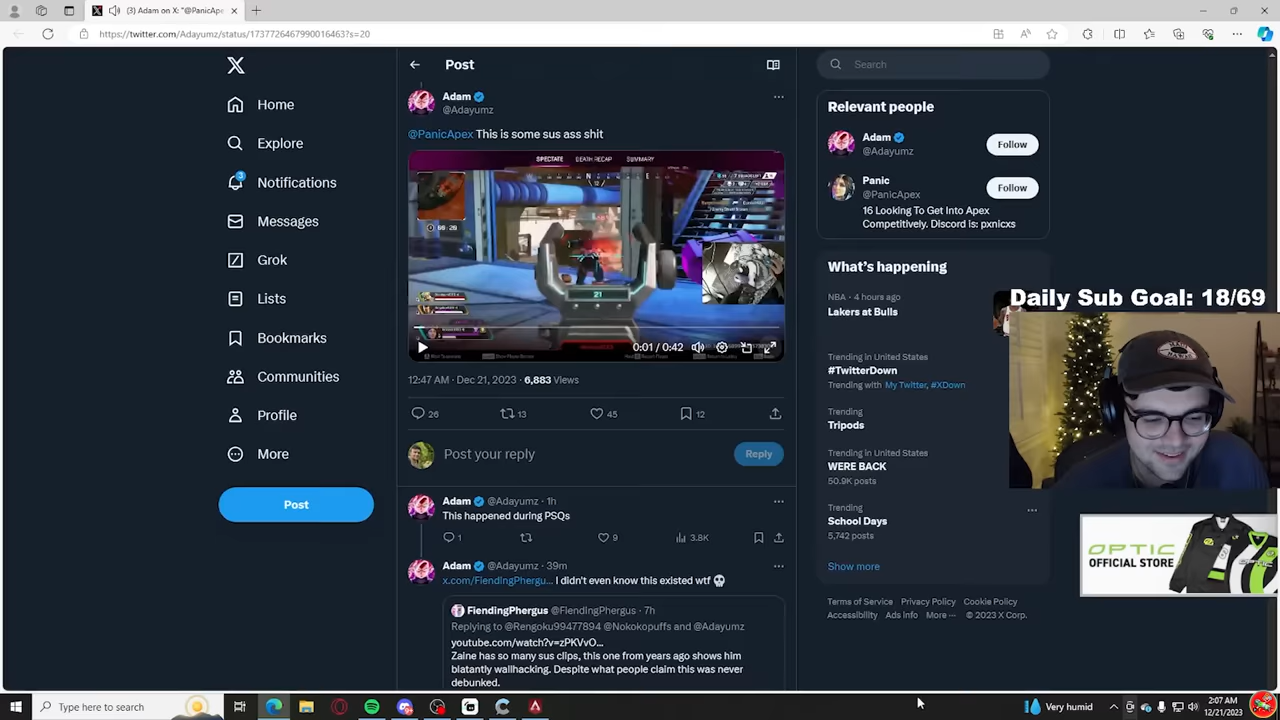 (3) Adam on X: "@PanicApe
https://twitter.com/Adayumz/status/1737726467990016463?s=20
Home
Explore
3
Notifications
Messages
Grok
Lists
Bookmarks
Communities
Profile
More
Post
Post
Adam
@Adayumz
@PanicApex This is some sus ass shit
SPECTATE DEATH RECAP SUMMARY
N
00:20
21
0:01 / 0:42
12:47 AM · Dec 21, 2023 · 6,883 Views
26 13 45 12
Post your reply
Reply
Adam @Adayumz · 1h
This happened during PSQs
1 9 3.8K
Adam @Adayumz · 39m
x.com/FiendingPhergu... I didn't even know this existed wtf 💀
FiendingPhergus @FiendingPhergus · 7h
Replying to @Rengoku99477894 @Nokokopuffs and @Adayumz
youtube.com/watch?v=zPKVvO...
Zaine has so many sus clips, this one from years ago shows him
blatantly wallhacking. Despite what people claim this was never
debunked.
Search
Relevant people
Adam
@Adayumz
Follow
Panic
@PanicApex
Follow
16 Looking To Get Into Apex
Competitively. Discord is: pxnicxs
What's happening
NBA · 4 hours ago
Lakers at Bulls
Trending in United States
#TwitterDown
Trending with My Twitter, #XDown
Trending
Tripods
Trending in United States
WERE BACK
50.9K posts
Trending
School Days
5,742 posts
Show more
Terms of Service Privacy Policy Cookie Policy
Accessibility Ads info More ··· © 2023 X Corp.
Daily Sub Goal: 18/69
OPTIC
OFFICIAL STORE
Type here to search
Very humid
2:07 AM
12/21/2023